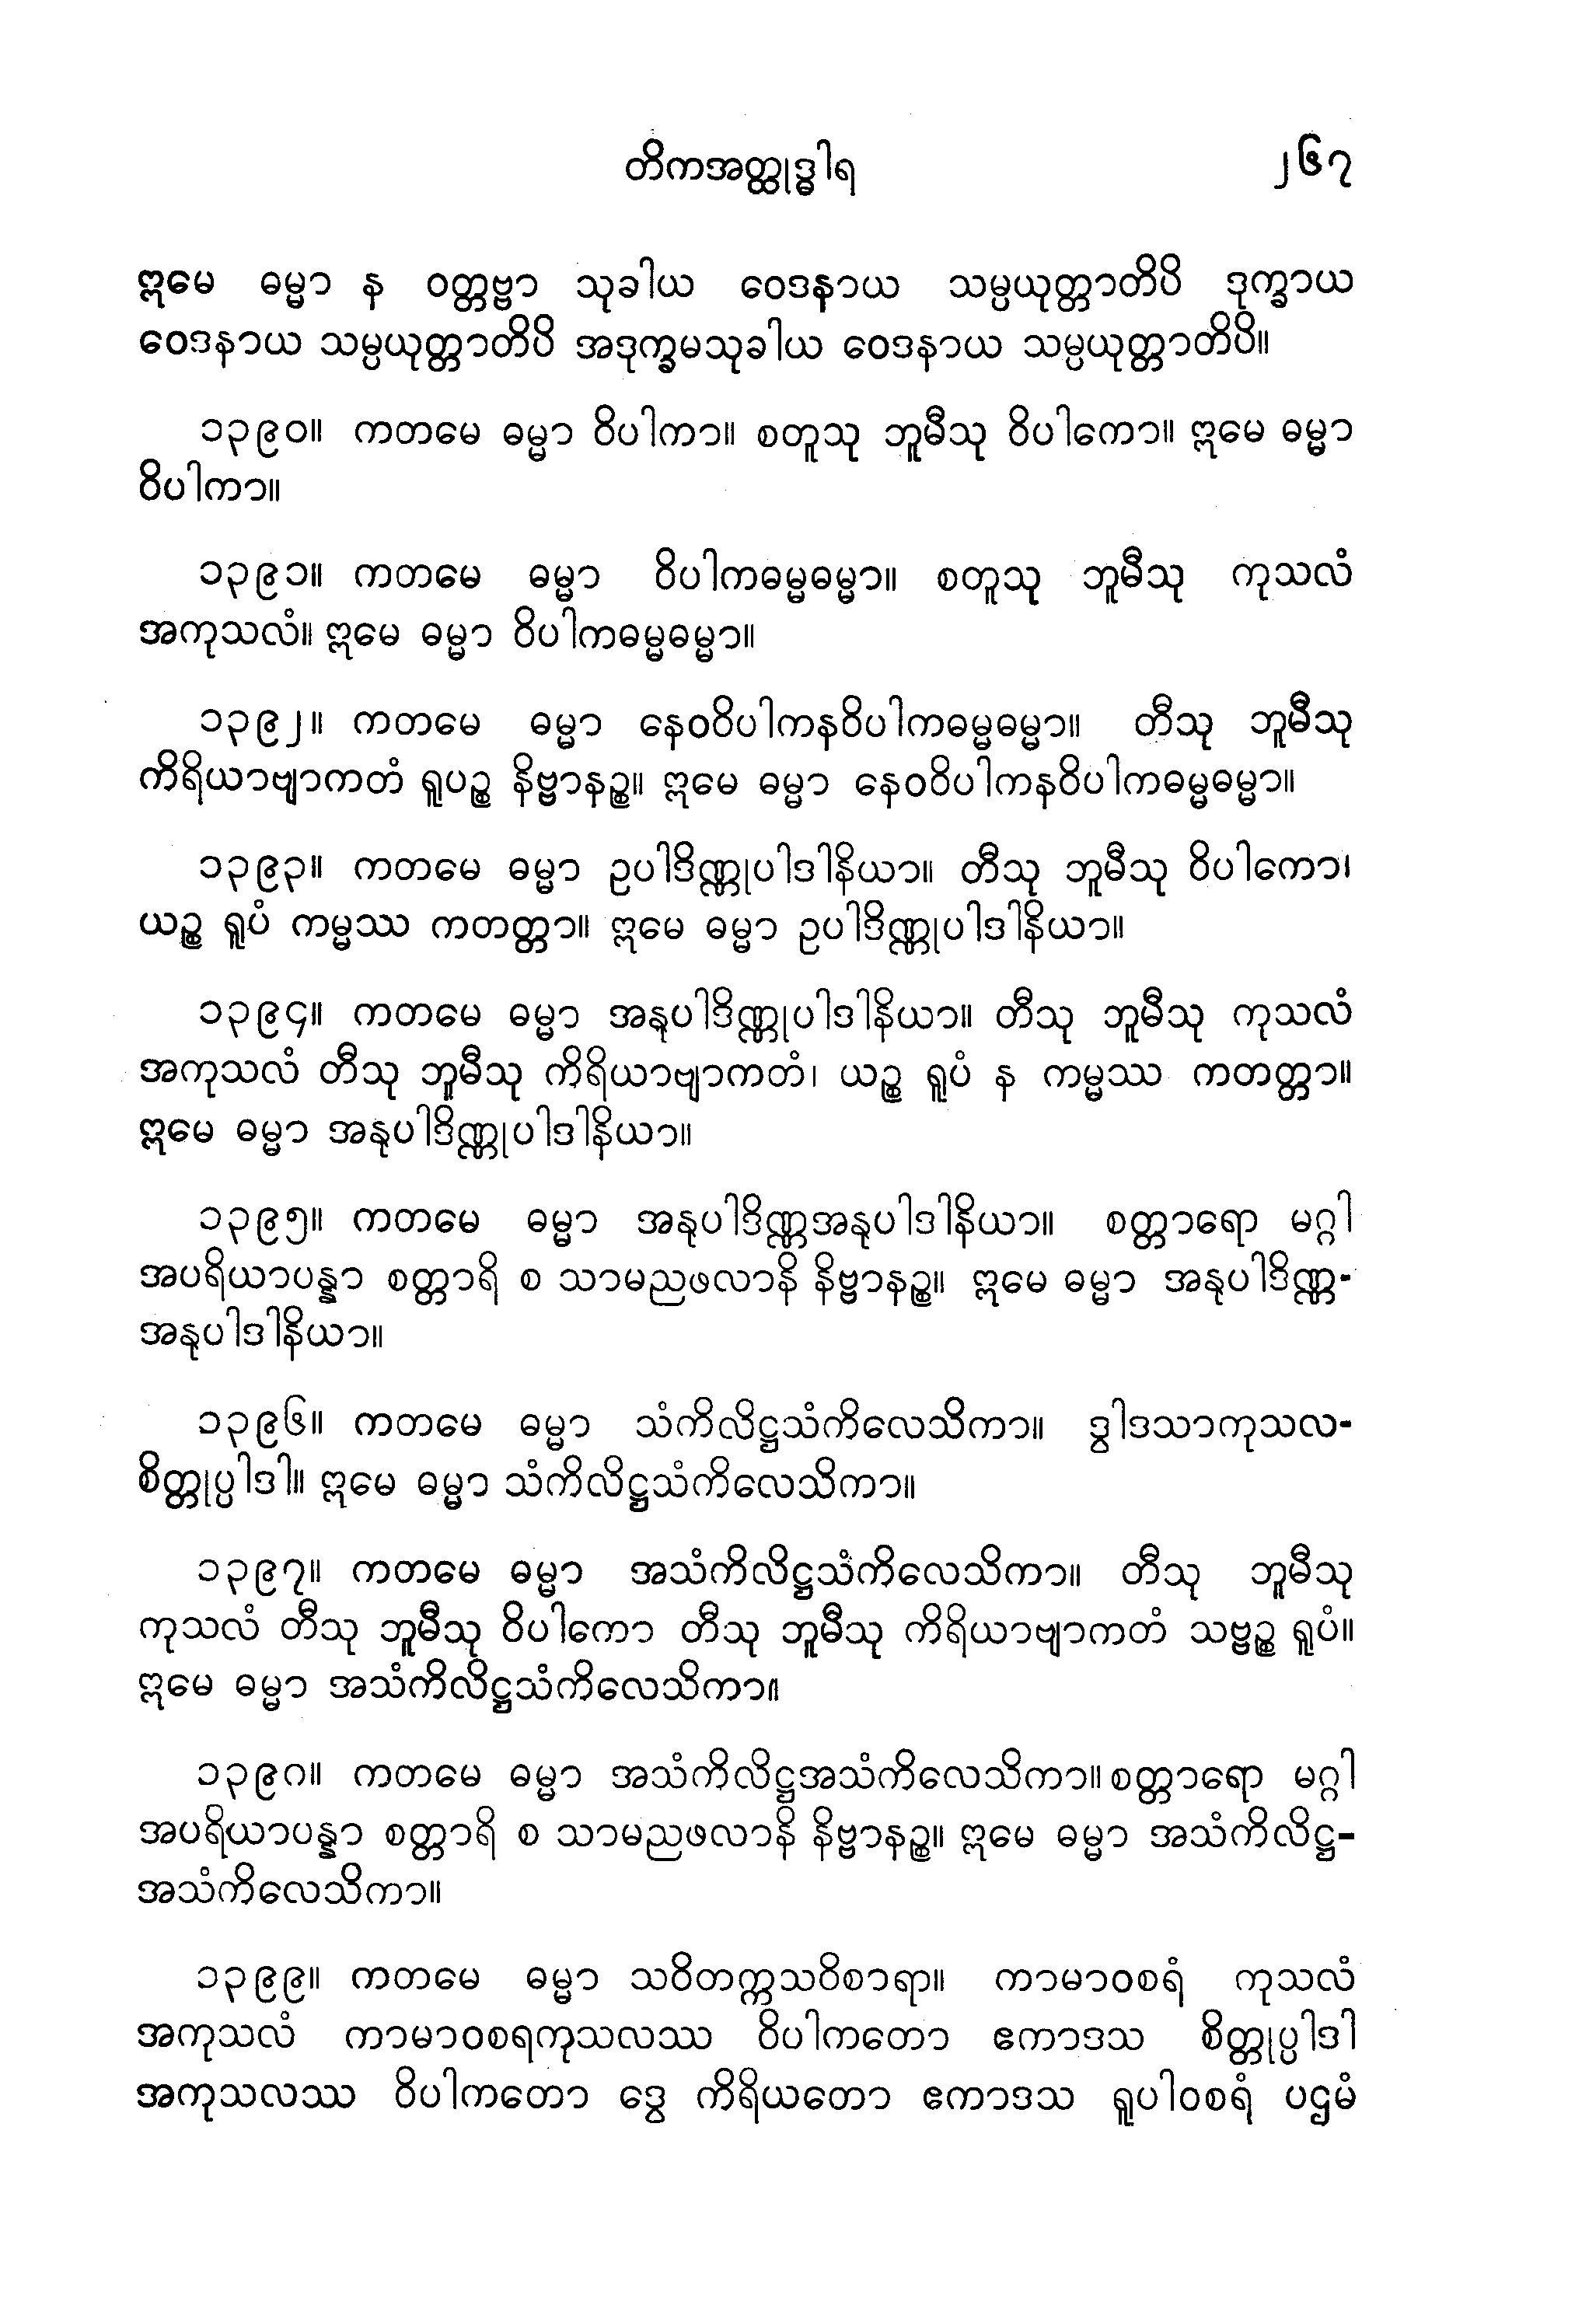 တိကအတ္ထုဒ္ဓါရ ၂၆၇
ဣမေ ဓမ္မာ န ဝတ္တဗ္ဗာ သုခါယ ဝေဒနာယ သမ္ပယုတ္တာတိပိ ဒုက္ခာယ
ဝေဒနာယ သမ္ပယုတ္တာတိပိ အဒုက္ခမသုခါယ ဝေဒနာယ သမ္ပယုတ္တာတိပိ။
၁၃၉၀။ ကတမေ ဓမ္မာ ဝိပါကာ။ စတူသု ဘူမီသု ဝိပါကော။ ဣမေ ဓမ္မာ
ဝိပါကာ။
၁၃၉၁။ ကတမေ ဓမ္မာ ဝိပါကဓမ္မဓမ္မာ။ စတူသု ဘူမီသု ကုသလံ
အကုသလံ။ ဣမေ ဓမ္မာ ဝိပါကဓမ္မဓမ္မာ။
၁၃၉၂။ ကတမေ ဓမ္မာ နေဝဝိပါကနဝိပါကဓမ္မဓမ္မာ။ တီသု ဘူမီသု
ကိရိယာဗျာကတံ ရူပဉ္စ နိဗ္ဗာနဉ္စ။ ဣမေ ဓမ္မာ နေဝဝိပါကနဝိပါကဓမ္မဓမ္မာ။
၁၃၉၃။ ကတမေ ဓမ္မာ ဥပါဒိဏ္ဏုပါဒါနိယာ။ တီသု ဘူမီသု ဝိပါကော၊
ယဉ္စ ရူပံ ကမ္မဿ ကတတ္တာ။ ဣမေ ဓမ္မာ ဥပါဒိဏ္ဏုပါဒါနိယာ။
၁၃၉၄။ ကတမေ ဓမ္မာ အနုပါဒိဏ္ဏုပါဒါနိယာ။ တီသု ဘူမီသု ကုသလံ
အကုသလံ တီသု ဘူမီသု ကိရိယာဗျာကတံ၊ ယဉ္စ ရူပံ န ကမ္မဿ ကတတ္တာ။
ဣမေ ဓမ္မာ အနုပါဒိဏ္ဏုပါဒါနိယာ။
၁၃၉၅။ ကတမေ ဓမ္မာ အနုပါဒိဏ္ဏအနုပါဒါနိယာ။ စတ္တာရော မဂ္ဂါ
အပရိယာပန္နာ စတ္တာရိ စ သာမညဖလာနိ နိဗ္ဗာနဉ္စ။ ဣမေ ဓမ္မာ အနုပါဒိဏ္ဏ-
အနုပါဒါနိယာ။
၁၃၉၆။ ကတမေ ဓမ္မာ သံကိလိဋ္ဌသံကိလေသိကာ။ ဒွါဒသာကုသလ-
စိတ္တုပ္ပါဒါ။ ဣမေ ဓမ္မာ သံကိလိဋ္ဌသံကိလေသိကာ။
၁၃၉၇။ ကတမေ ဓမ္မာ အသံကိလိဋ္ဌသံကိလေသိကာ။ တီသု ဘူမီသု
ကုသလံ တီသု ဘူမီသု ဝိပါကော တီသု ဘူမီသု ကိရိယာဗျာကတံ သဗ္ဗဉ္စ ရူပံ။
ဣမေ ဓမ္မာ အသံကိလိဋ္ဌသံကိလေသိကာ။
၁၃၉၈။ ကတမေ ဓမ္မာ အသံကိလိဋ္ဌအသံကိလေသိကာ။ စတ္တာရော မဂ္ဂါ
အပရိယာပန္နာ စတ္တာရိ စ သာမညဖလာနိ နိဗ္ဗာနဉ္စ။ ဣမေ ဓမ္မာ အသံကိလိဋ္ဌ-
အသံကိလေသိကာ။
၁၃၉၉။ ကတမေ ဓမ္မာ သဝိတက္ကသဝိစာရာ။ ကာမာဝစရံ ကုသလံ
အကုသလံ ကာမာဝစရကုသလဿ ဝိပါကတော ဧကာဒသ စိတ္တုပ္ပါဒါ
အကုသလဿ ဝိပါကတော ဒွေ ကိရိယတော ဧကာဒသ ရူပါဝစရံ ပဌမံ